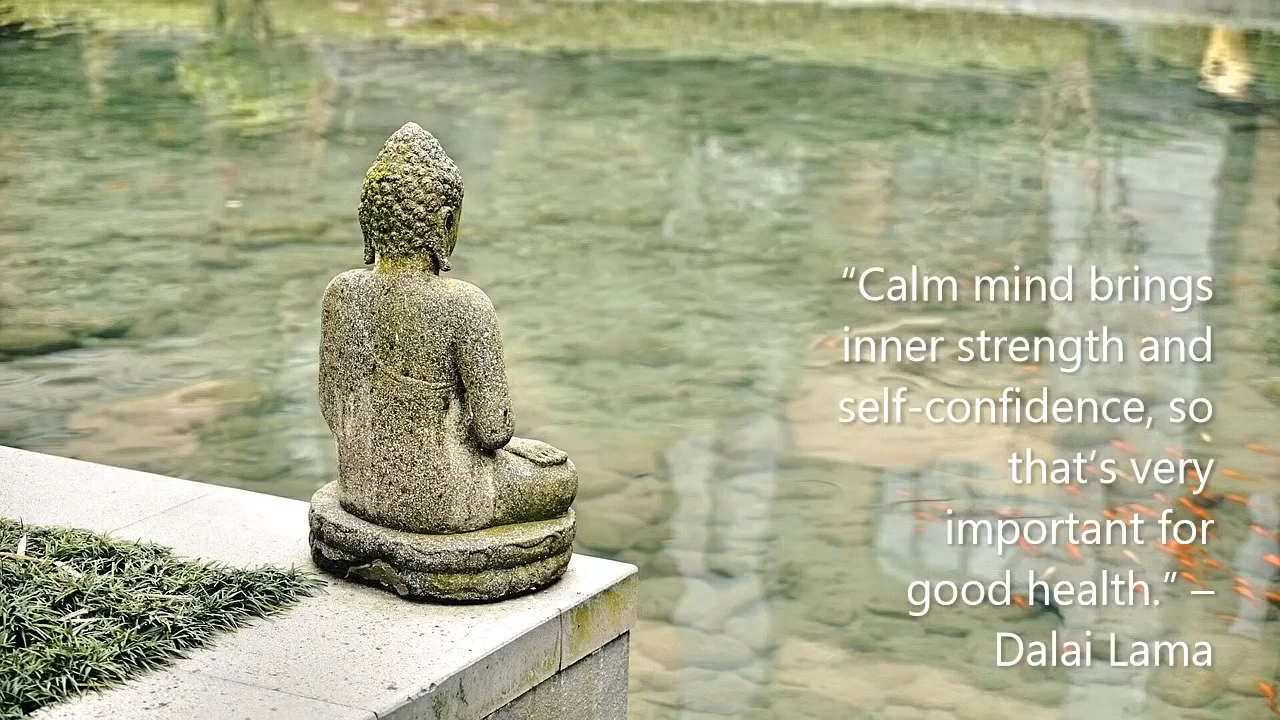 “Calm mind brings
inner strength and
self-confidence, so
that’s very
important for
good health.” –
Dalai Lama